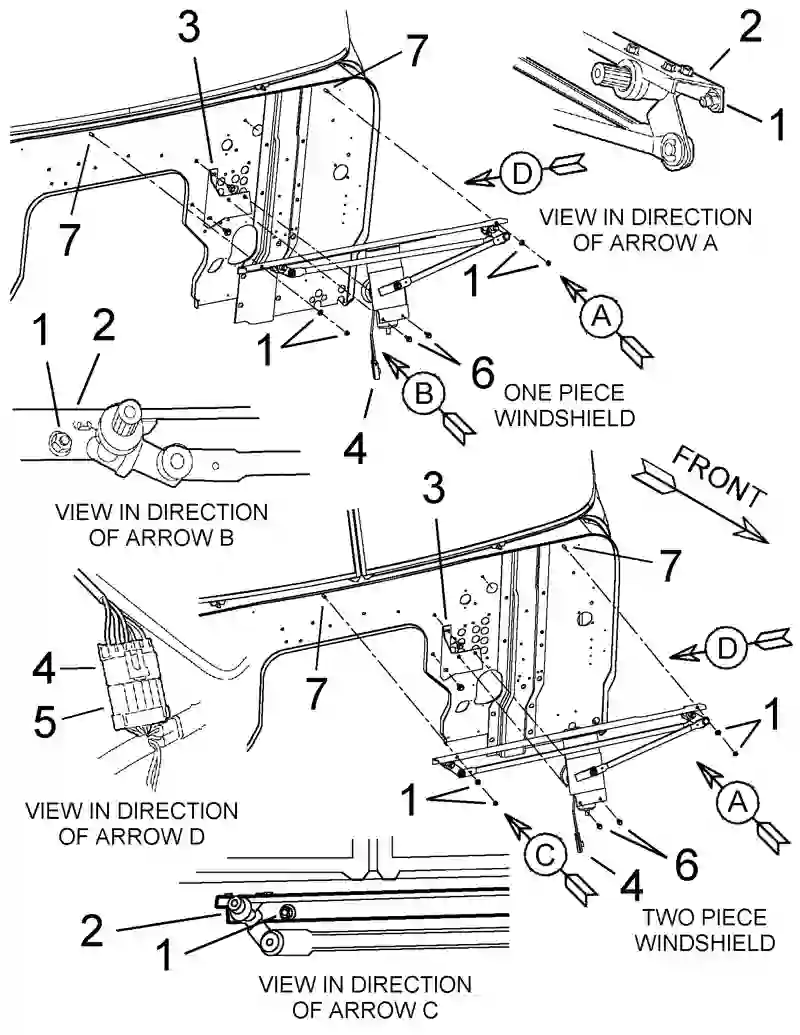 3
7
2
1
7
D
VIEW IN DIRECTION
OF ARROW A
1
A
1
2
1
6
B
4
ONE PIECE
WINDSHIELD
VIEW IN DIRECTION
OF ARROW B
FRONT
3
7
7
D
4
5
1
1
A
VIEW IN DIRECTION
OF ARROW D
C
4
6
TWO PIECE
WINDSHIELD
2
1
VIEW IN DIRECTION
OF ARROW C